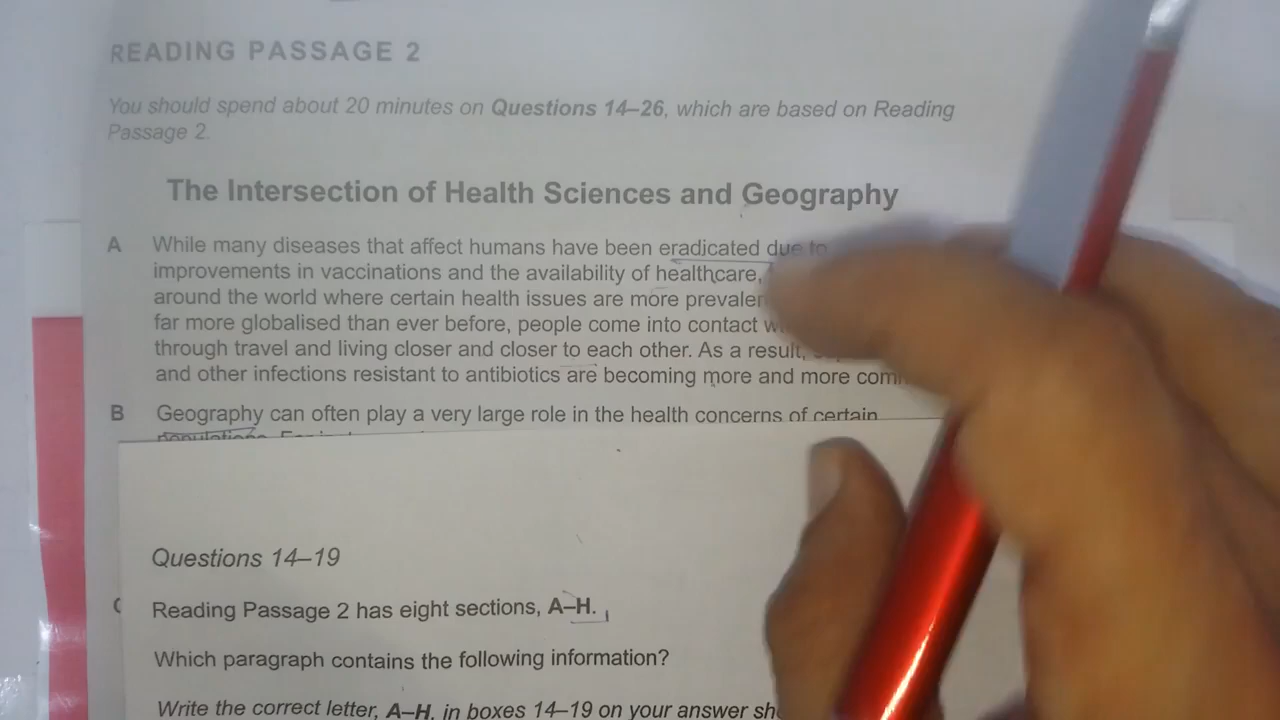 READING PASSAGE 2
You should spend about 20 minutes on Questions 14–26, which are based on Reading
Passage 2.
The Intersection of Health Sciences and Geography
A While many diseases that affect humans have been eradicated due to
improvements in vaccinations and the availability of healthcare,
around the world where certain health issues are more
far more globalised than ever before, people come into contact
through travel and living closer and closer to each other. As a result,
and other infections resistant to antibiotics are becoming more and more
B Geography can often play a very large role in the health concerns of certain
populations.
Questions 14–19
Reading Passage 2 has eight sections, A–H.
Which paragraph contains the following information?
Write the correct letter, A–H, in boxes 14–19 on your answer